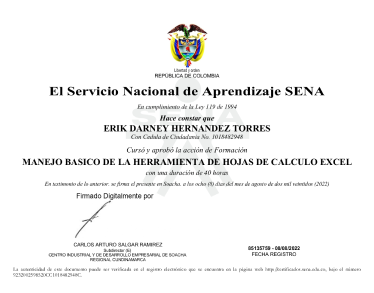 Libertad y orden
REPÚBLICA DE COLOMBIA
El Servicio Nacional de Aprendizaje SENA
En cumplimiento de la Ley 119 de 1994
Hace constar que
ERIK DARNEY HERNANDEZ TORRES
Con Cedula de Ciudadania No. 1018482948
Cursó y aprobó la acción de Formación
MANEJO BASICO DE LA HERRAMIENTA DE HOJAS DE CALCULO EXCEL
con una duración de 40 horas
En testimonio de lo anterior, se firma el presente en Soacha, a los ocho (8) días del mes de agosto de dos mil veintidos (2022)
Firmado Digitalmente por
CARLOS ARTURO SALGAR RAMIREZ
Subdirector (E)
CENTRO INDUSTRIAL Y DE DESARROLLO EMPRESARIAL DE SOACHA
REGIONAL CUNDINAMARCA
85135759 - 08/08/2022
FECHA REGISTRO
La autenticidad de este documento puede ser verificada en el registro electrónico que se encuentra en la página web http://certificados.sena.edu.co, bajo el número